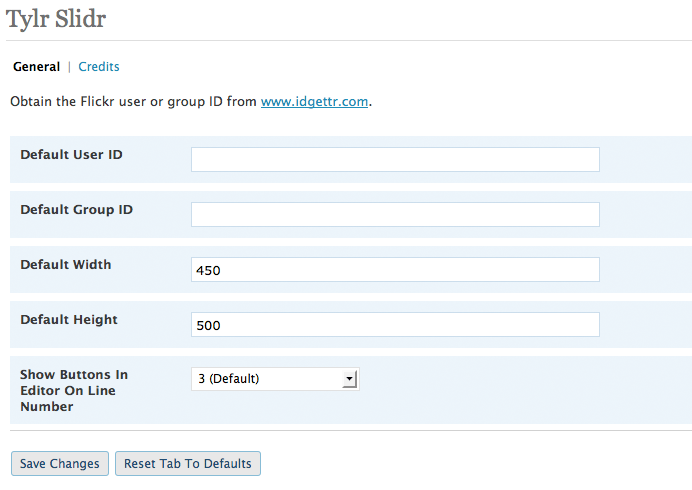 Tylr Slidr
General | Credits
Obtain the Flickr user or group ID from www.idgettr.com.
Default User ID
Default Group ID
Default Width 450
Default Height 500
Show Buttons In 3 (Default)
Editor On Line
Number
Save Changes Reset Tab To Defaults